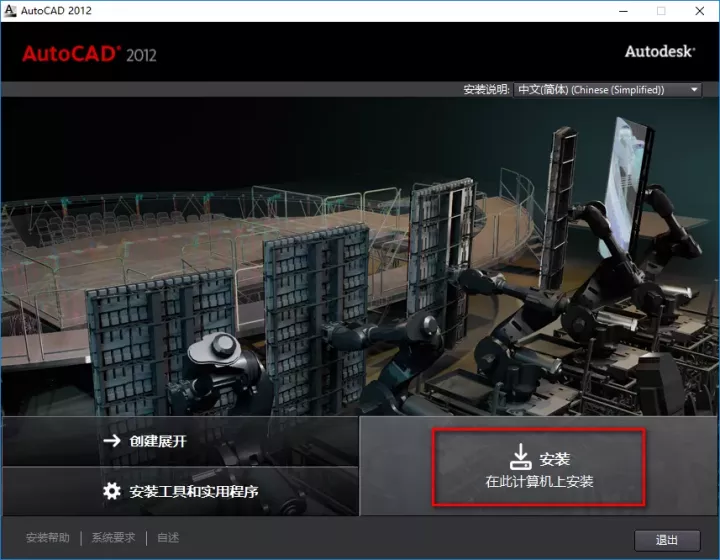 AutoCAD 2012
AutoCAD® 2012
Autodesk®
安装说明: 中文(简体) (Chinese (Simplified))
创建展开
安装工具和实用程序
安装
在此计算机上安装
安装帮助 | 系统要求 | 自述
退出